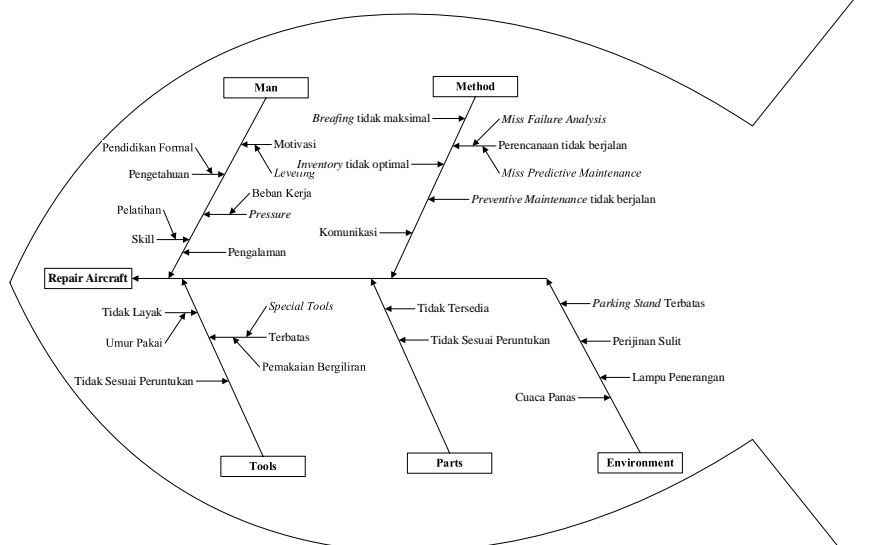 Man
Method
Breafing tidak maksimal
Miss Failure Analysis
Pendidikan Formal
Motivasi
Perencanaan tidak berjalan
Inventory tidak optimal
Pengetahuan
Leveling
Miss Predictive Maintenance
Beban Kerja
Preventive Maintenance tidak berjalan
Pelatihan
Pressure
Komunikasi
Skill
Pengalaman
Repair Aircraft
Special Tools
Parking Stand Terbatas
Tidak Layak
Tidak Tersedia
Umur Pakai
Terbatas
Tidak Sesuai Peruntukan
Perijinan Sulit
Pemakaian Bergiliran
Tidak Sesuai Peruntukan
Lampu Penerangan
Cuaca Panas
Tools
Parts
Environment